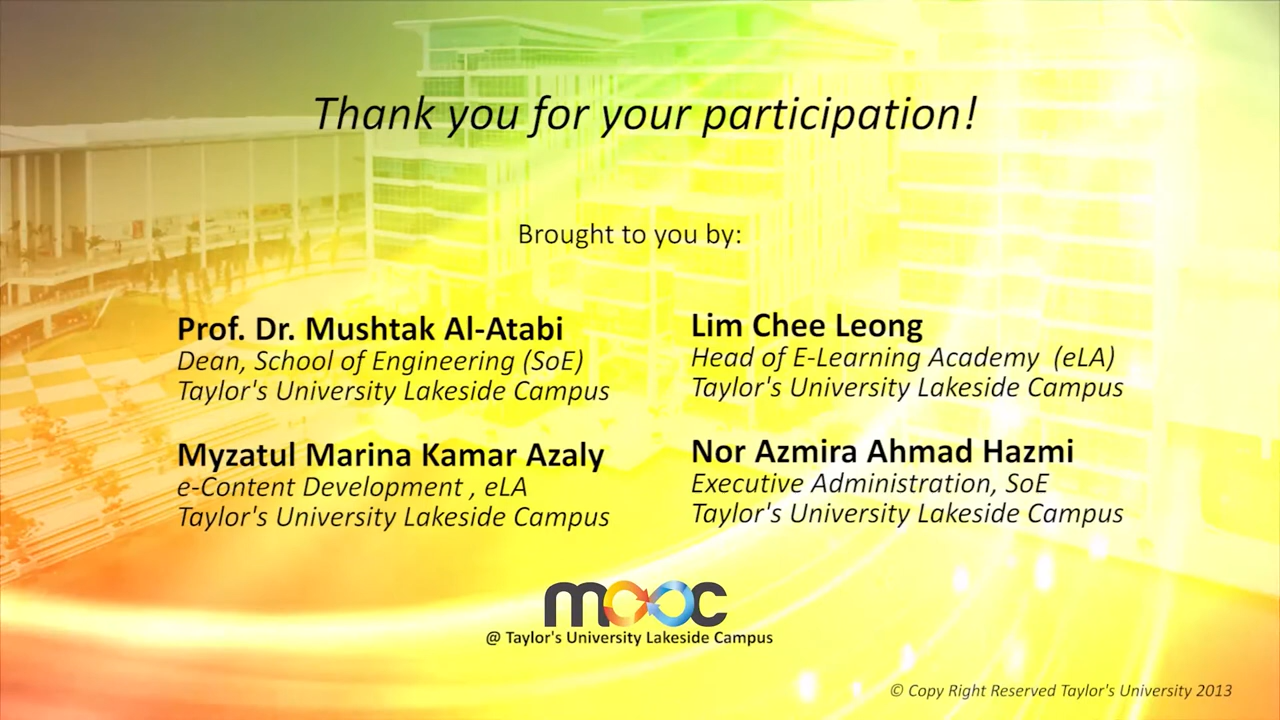 Thank you for your participation!
Brought to you by:
Prof. Dr. Mushtak Al-Atabi
Dean, School of Engineering (SoE)
Taylor's University Lakeside Campus
Lim Chee Leong
Head of E-Learning Academy  (eLA)
Taylor's University Lakeside Campus
Myzatul Marina Kamar Azaly
e-Content Development , eLA
Taylor's University Lakeside Campus
Nor Azmira Ahmad Hazmi
Executive Administration, SoE
Taylor's University Lakeside Campus
mooc
@ Taylor's University Lakeside Campus
© Copy Right Reserved Taylor's University 2013